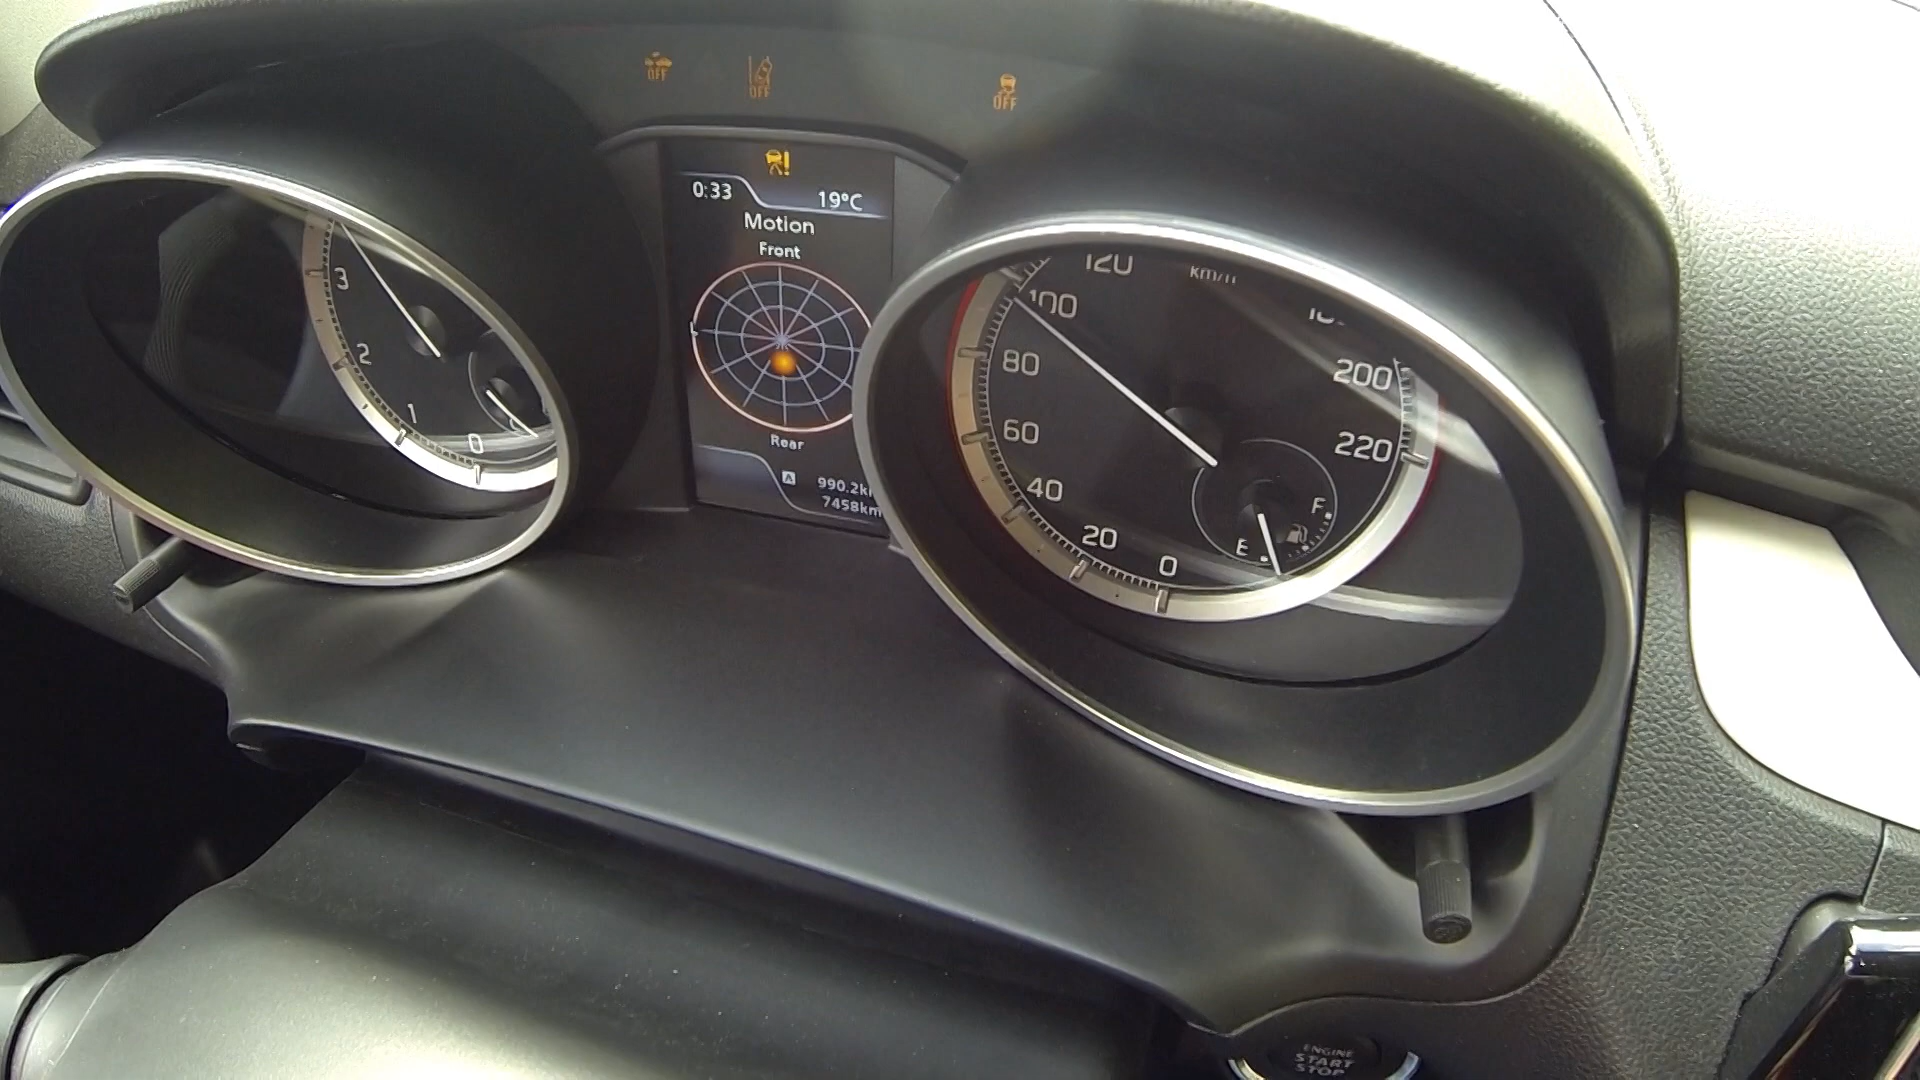 OFF
OFF
OFF
0:33
19°C
Motion
Front
Rear
A
990.2k
7458km
3
2
1
0
120
km/h
100
80
60
40
20
0
200
220
F
E
ENGINE
START
STOP